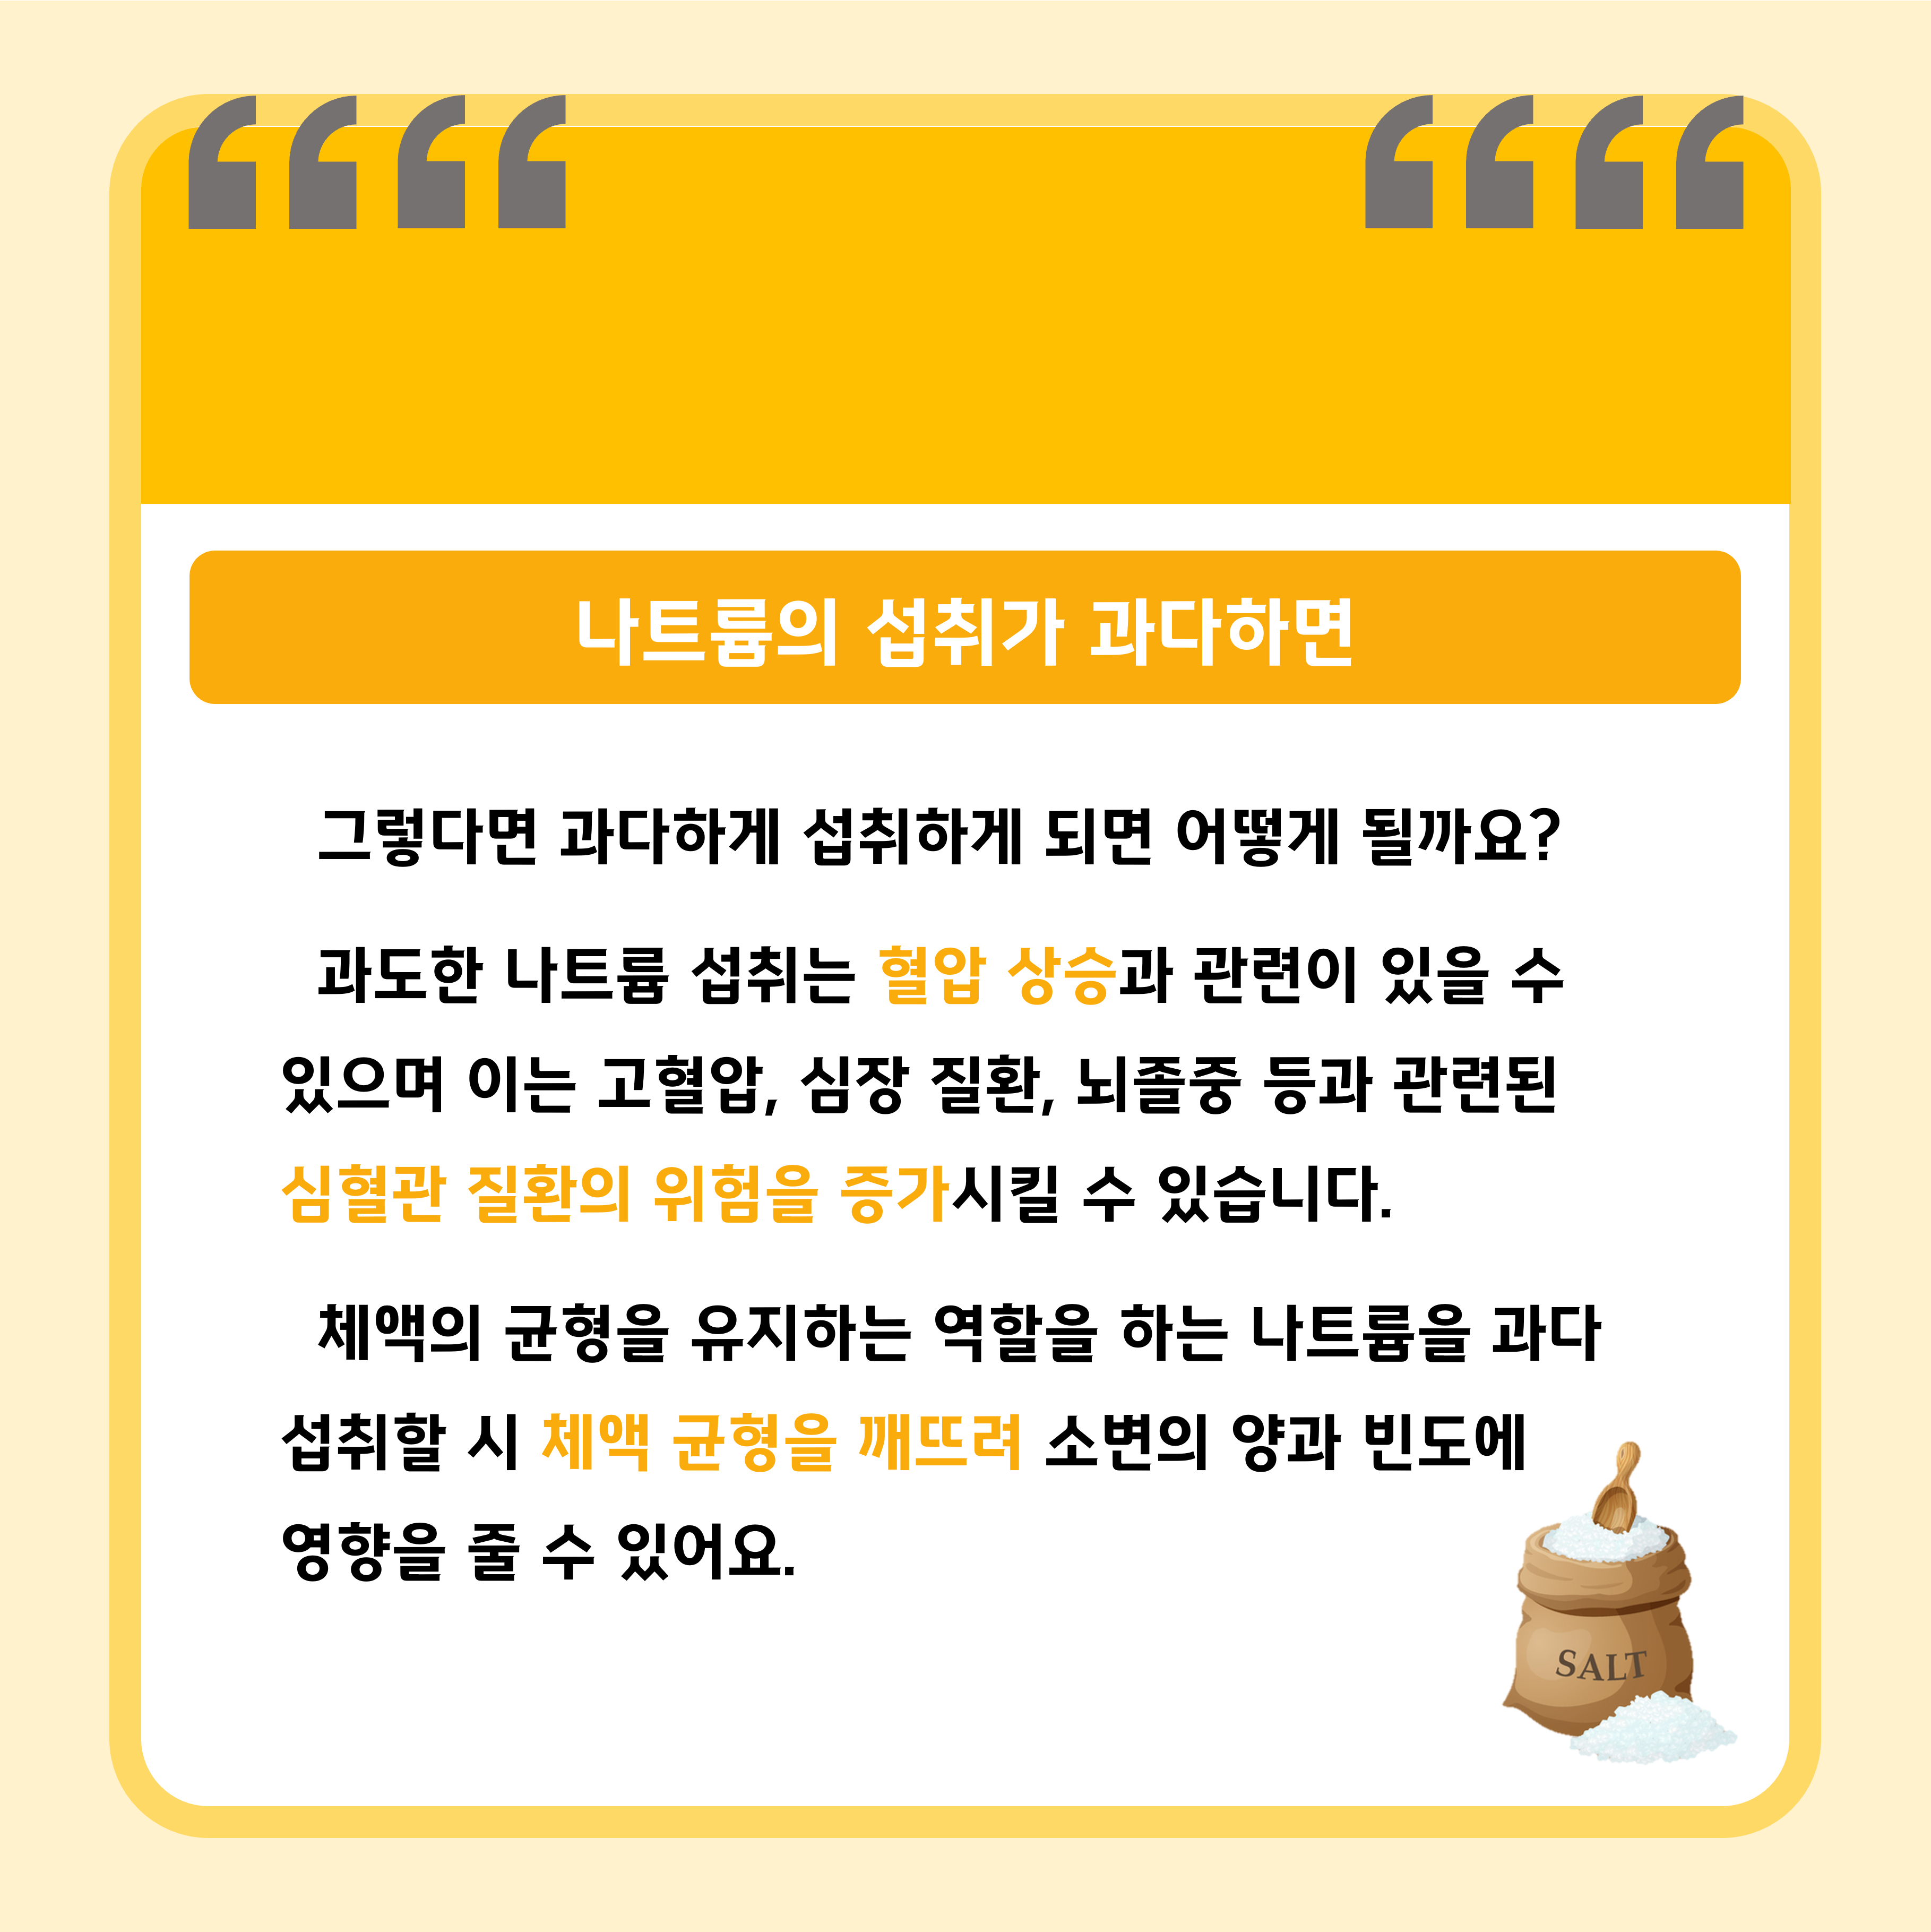 나트륨의 섭취가 과다하면
그렇다면 과다하게 섭취하게 되면 어떻게 될까요?
과도한 나트륨 섭취는 혈압 상승과 관련이 있을 수
있으며 이는 고혈압, 심장 질환, 뇌졸중 등과 관련된
심혈관 질환의 위험을 증가시킬 수 있습니다.
체액의 균형을 유지하는 역할을 하는 나트륨을 과다
섭취할 시 체액 균형을 깨뜨려 소변의 양과 빈도에
영향을 줄 수 있어요.
SALT